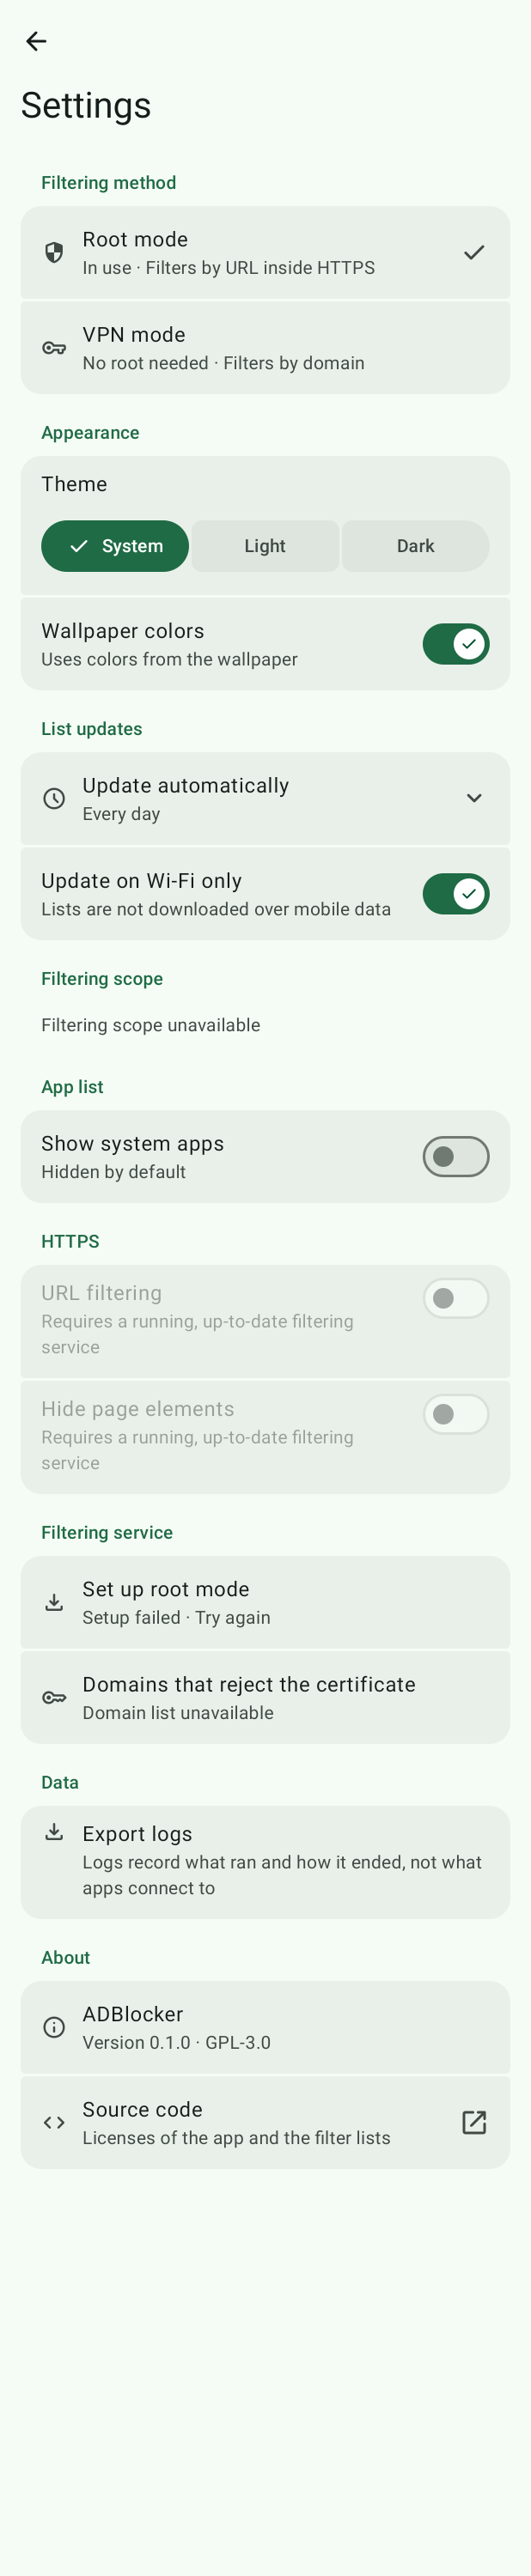 Settings
Filtering method
Root mode
In use · Filters by URL inside HTTPS
VPN mode
No root needed · Filters by domain
Appearance
Theme
System
Light
Dark
Wallpaper colors
Uses colors from the wallpaper
List updates
Update automatically
Every day
Update on Wi-Fi only
Lists are not downloaded over mobile data
Filtering scope
Filtering scope unavailable
App list
Show system apps
Hidden by default
HTTPS
URL filtering
Requires a running, up-to-date filtering
service
Hide page elements
Requires a running, up-to-date filtering
service
Filtering service
Set up root mode
Setup failed · Try again
Domains that reject the certificate
Domain list unavailable
Data
Export logs
Logs record what ran and how it ended, not what
apps connect to
About
ADBlocker
Version 0.1.0 · GPL-3.0
Source code
Licenses of the app and the filter lists